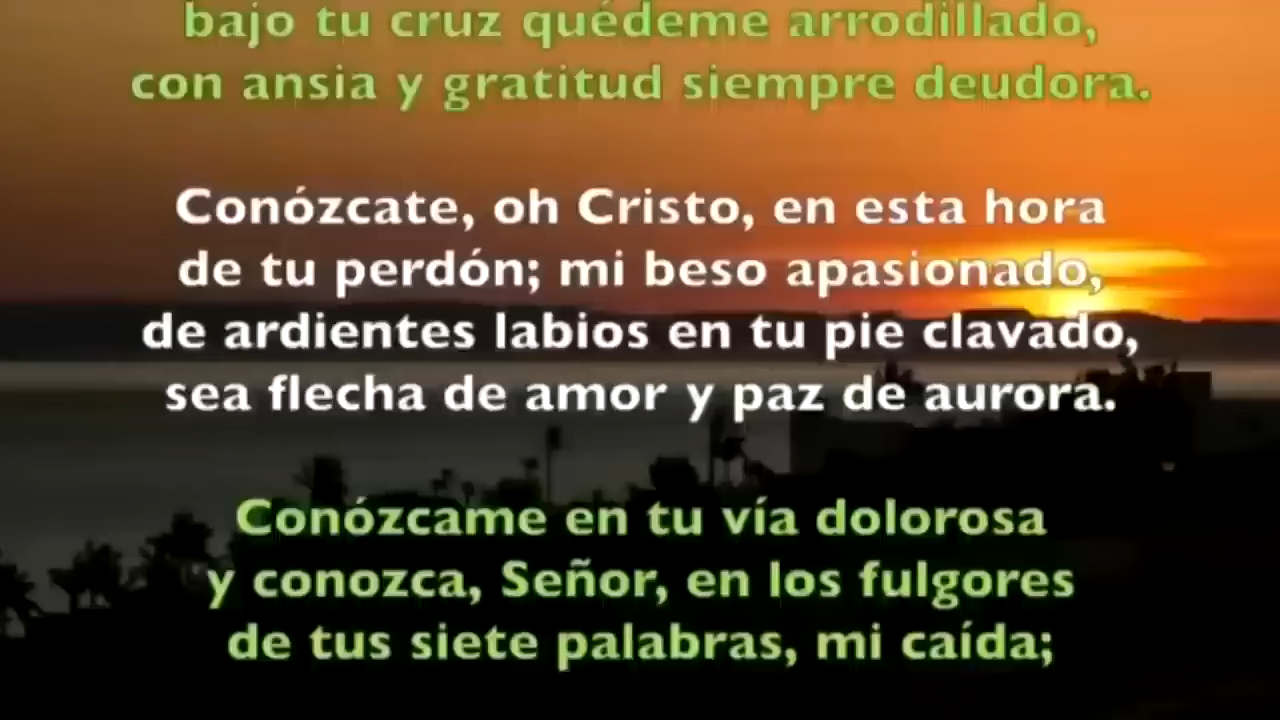 bajo tu cruz quédeme arrodillado,
con ansia y gratitud siempre deudora.
Conózcate, oh Cristo, en esta hora
de tu perdón; mi beso apasionado,
de ardientes labios en tu pie clavado,
sea flecha de amor y paz de aurora.
Conózcame en tu vía dolorosa
y conozca, Señor, en los fulgores
de tus siete palabras, mi caída;